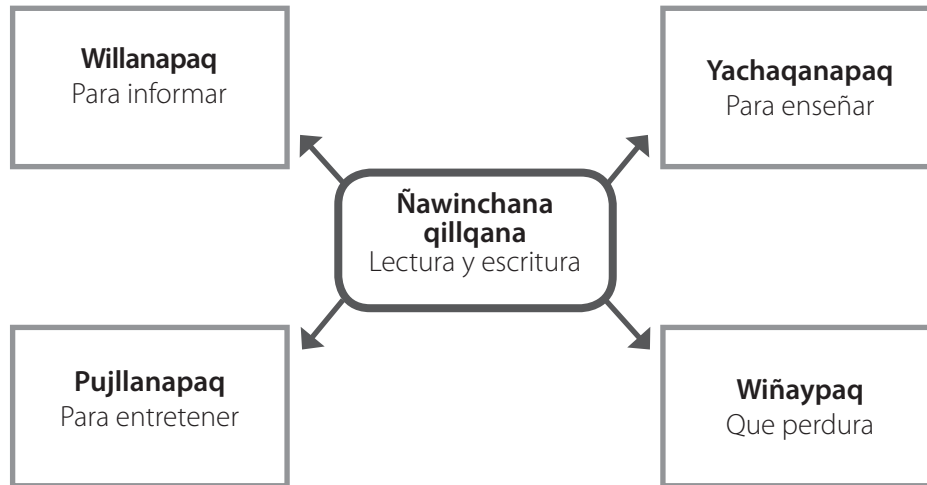 Willanapaq
Para informar
Yachaqanapaq
Para enseñar
Ñawinchana
qillqana
Lectura y escritura
Pujllanapaq
Para entretener
Wiñaypaq
Que perdura